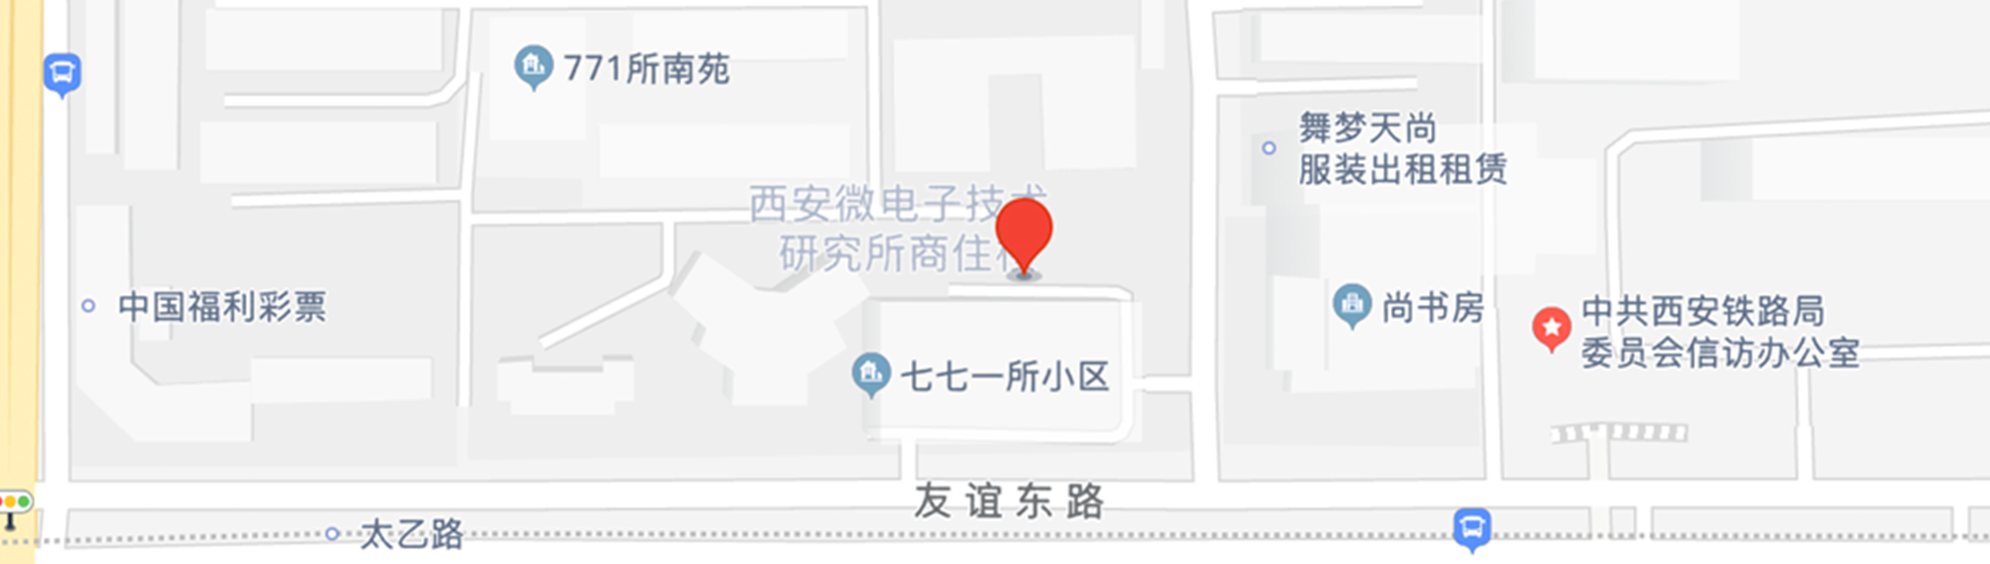 771所南苑
舞梦天尚
服装出租租赁
西安微电子技术
研究所商住
中国福利彩票
尚书房
中共西安铁路局
委员会信访办公室
七七一所小区
友谊东路
太乙路